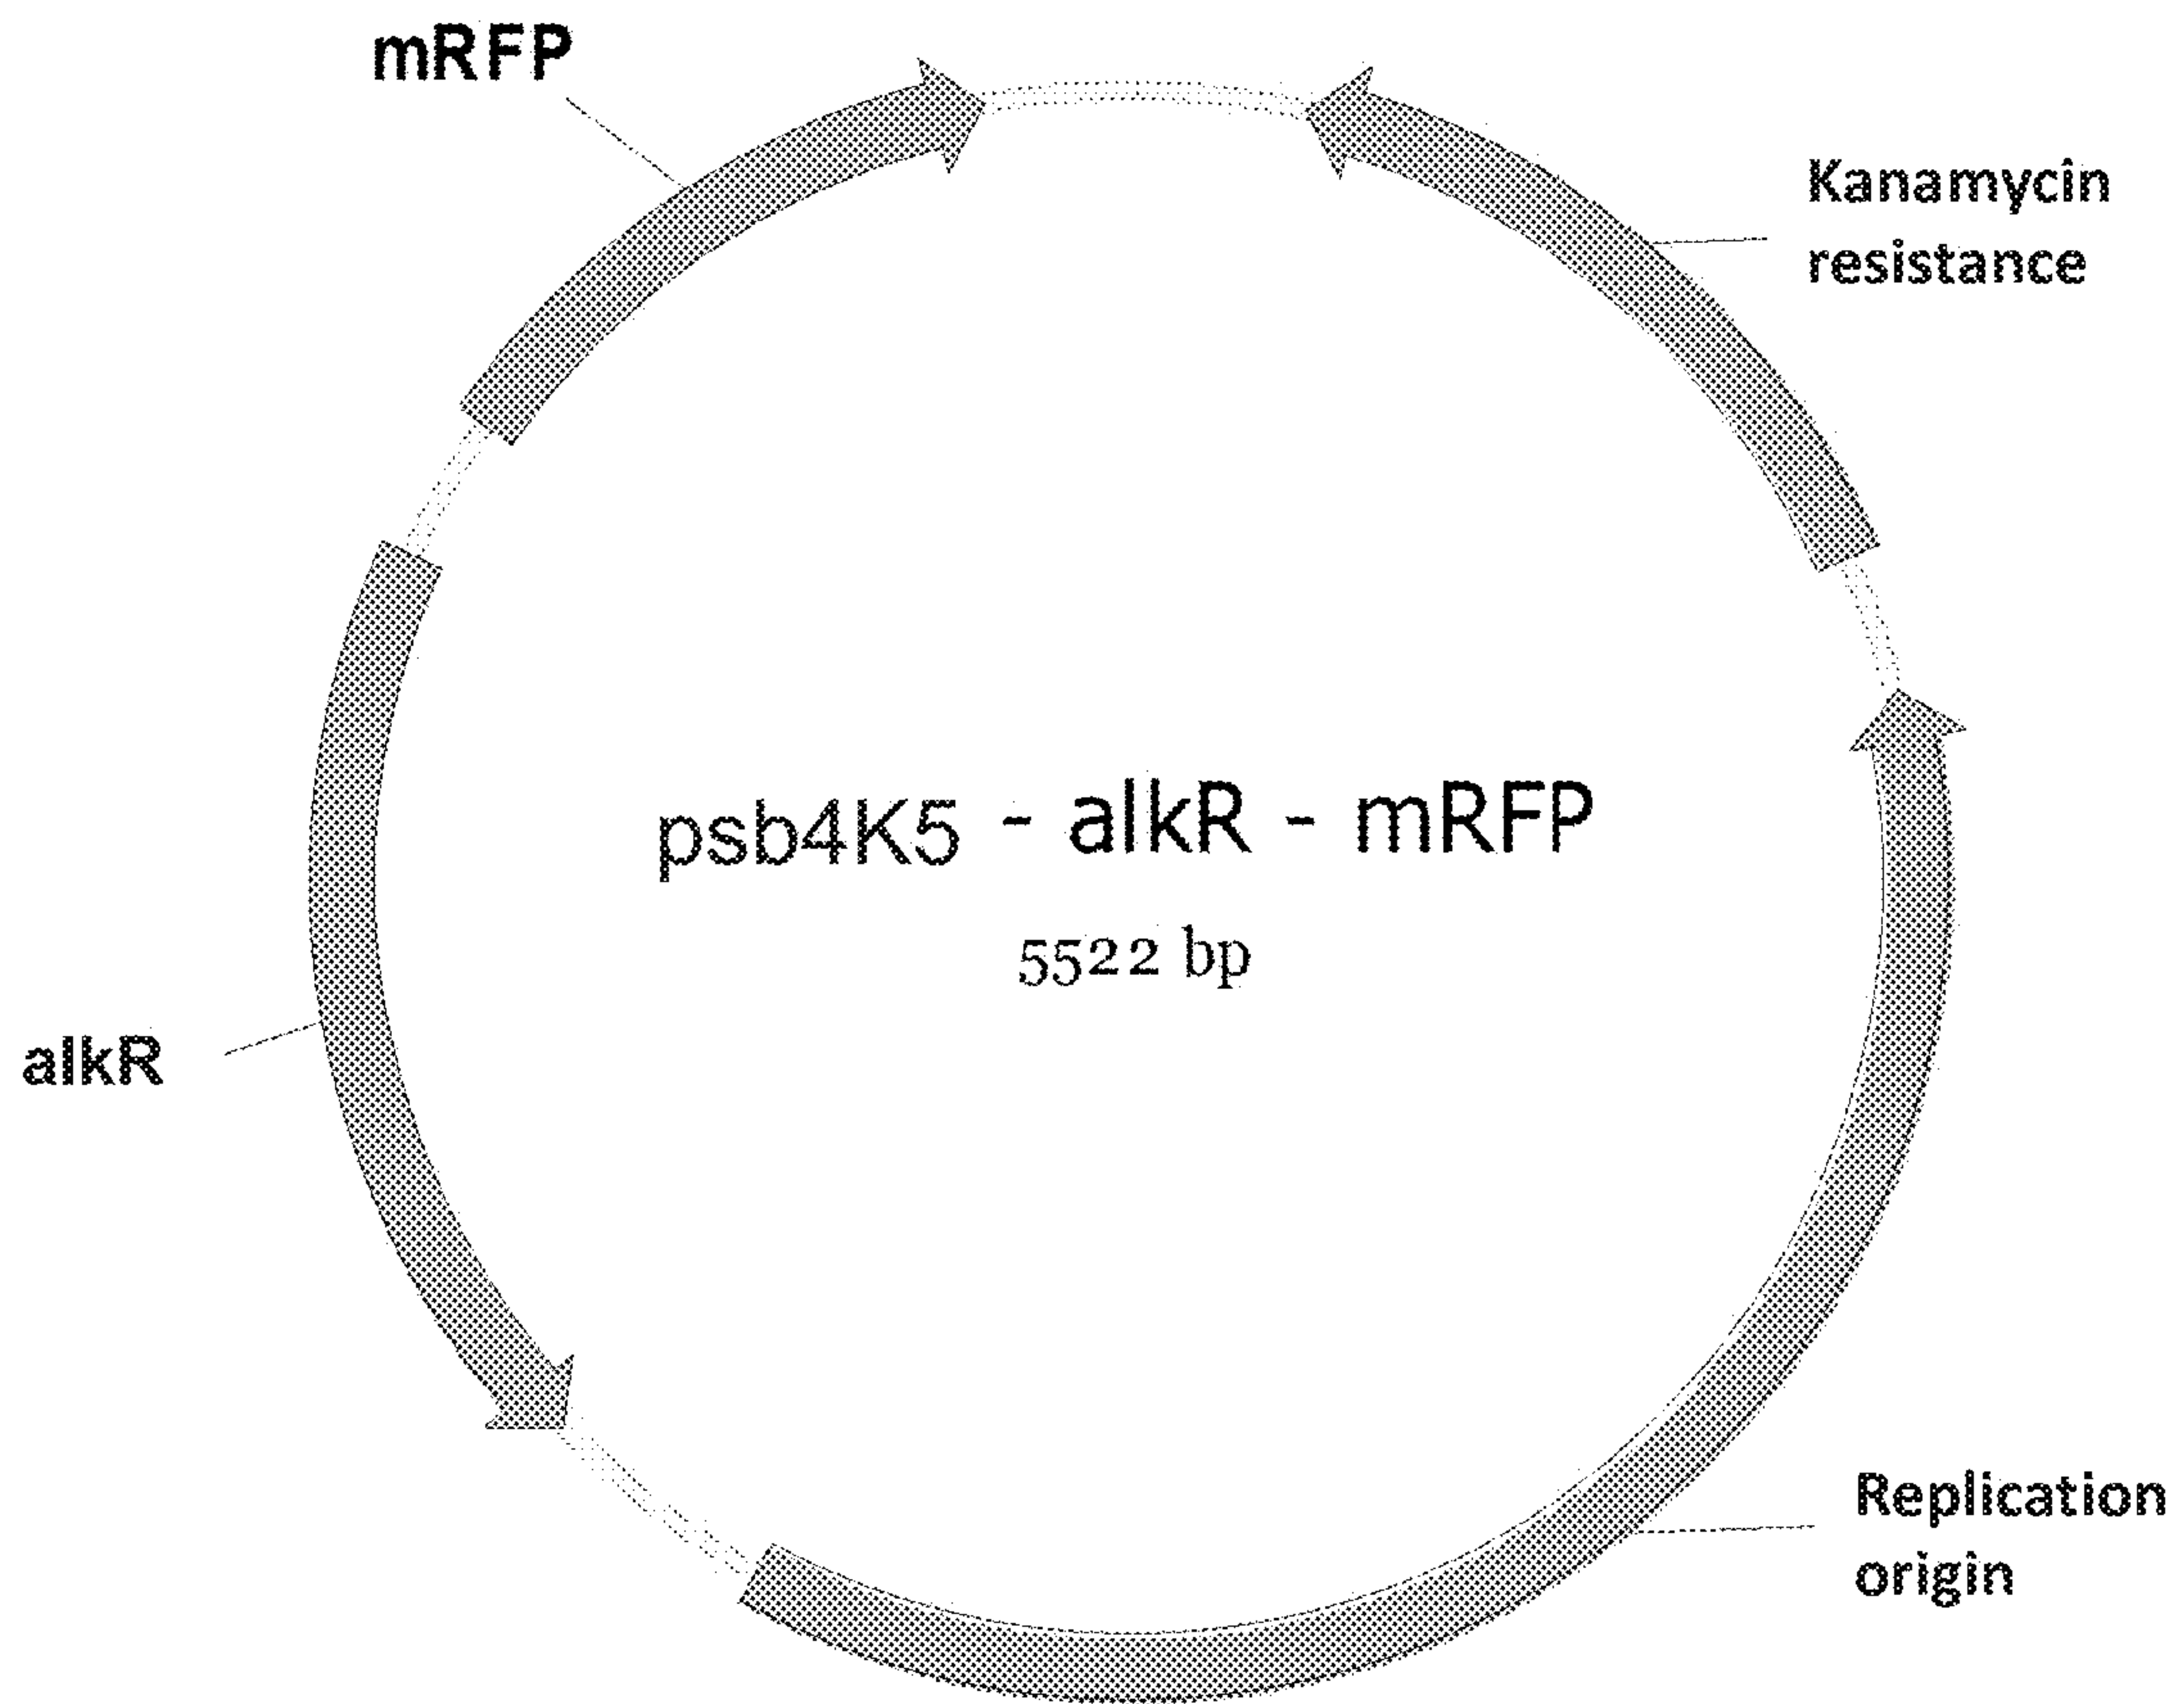 mRFP
Kanamycin
resistance
psb4K5 - alkR - mRFP
5522 bp
alkR
Replication
origin